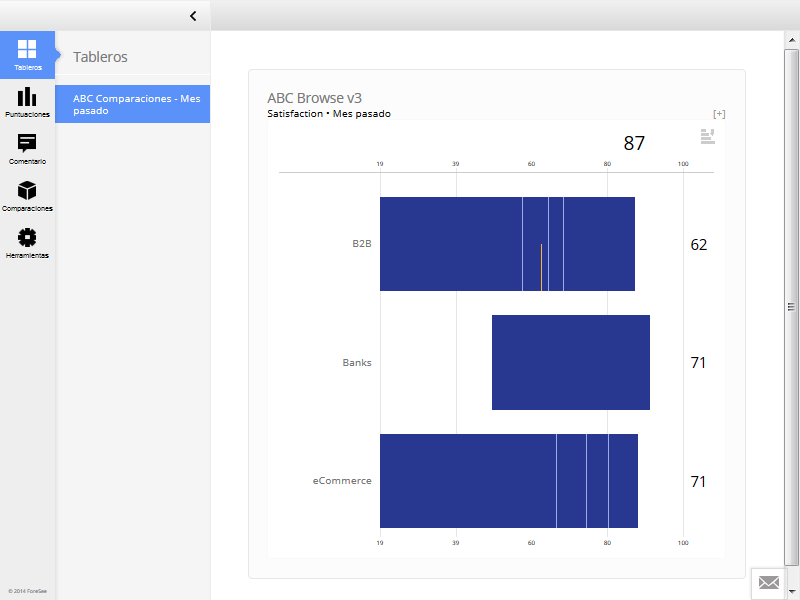 Tableros
Puntuaciones
Comentario
Comparaciones
Herramientas
© 2014 ForeSee
Tableros
ABC Comparaciones - Mes
pasado
ABC Browse v3
Satisfaction • Mes pasado
[+]
87
19 39 60 80 100
B2B 62
Banks 71
eCommerce 71
19 39 60 80 100